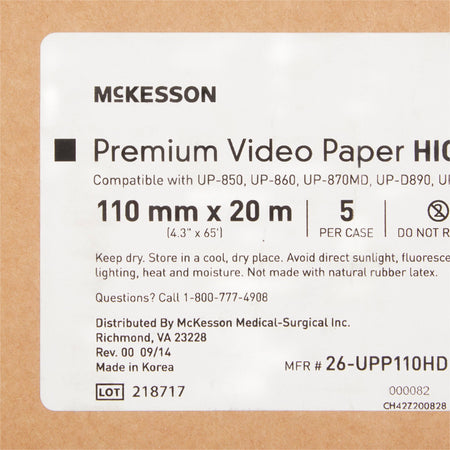 McKESSON
Premium Video Paper HIG
Compatible with UP-850, UP-860, UP-870MD, UP-D890, UP
110 mm x 20 m
(4.3" x 65')
5
PER CASE
DO NOT R
Keep dry. Store in a cool, dry place. Avoid direct sunlight, fluoresce
lighting, heat and moisture. Not made with natural rubber latex.
Questions? Call 1-800-777-4908
Distributed By McKesson Medical-Surgical Inc.
Richmond, VA 23228
Rev. 00 09/14
Made in Korea
MFR # 26-UPP110HD
LOT 218717
000082
CH427200828